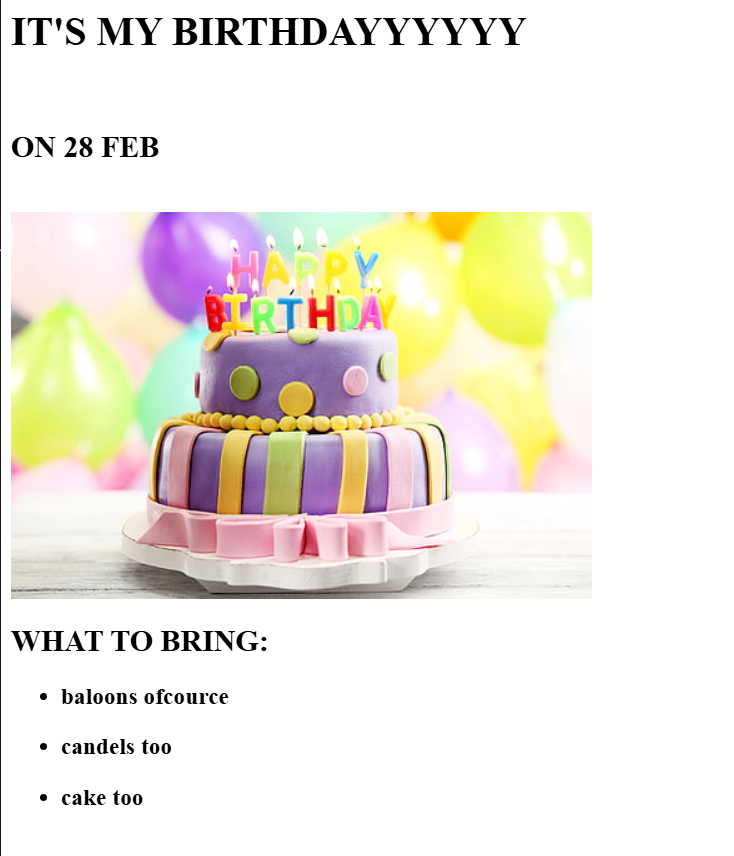 IT'S MY BIRTHDAYYYYYY
ON 28 FEB
HAPPY
BIRTHDAY
WHAT TO BRING:
baloons ofcource
candels too
cake too